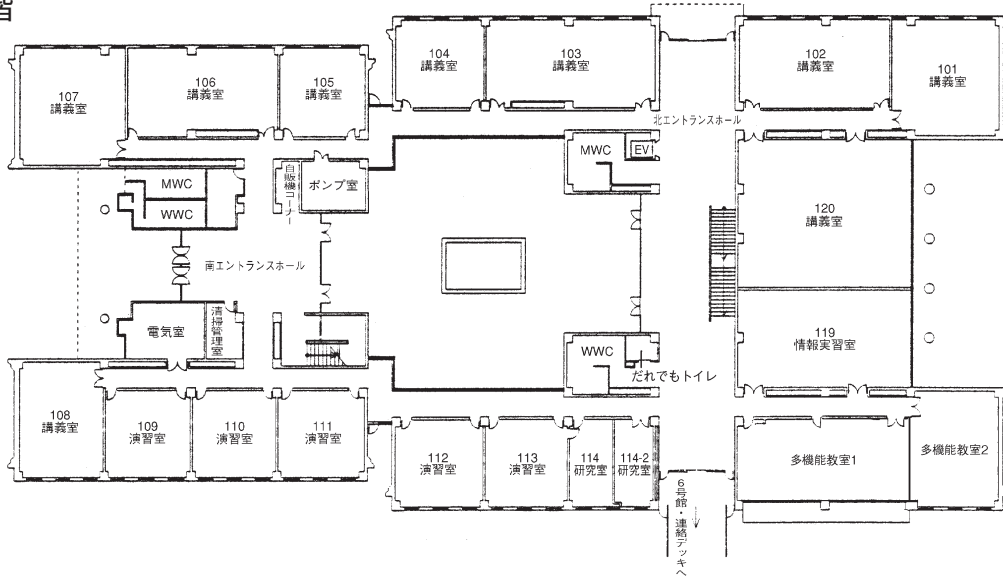 階
104
講義室
103
講義室
102
講義室
101
講義室
107
講義室
106
講義室
105
講義室
北エントランスホール
MWC
EV
自販機コーナー
ポンプ室
MWC
WWC
120
講義室
南エントランスホール
電気室
清掃管理室
WWC
だれでもトイレ
119
情報実習室
108
講義室
109
演習室
110
演習室
111
演習室
112
演習室
113
演習室
114
研究室
114-2
研究室
多機能教室1
多機能教室2
6号館・連絡デッキへ